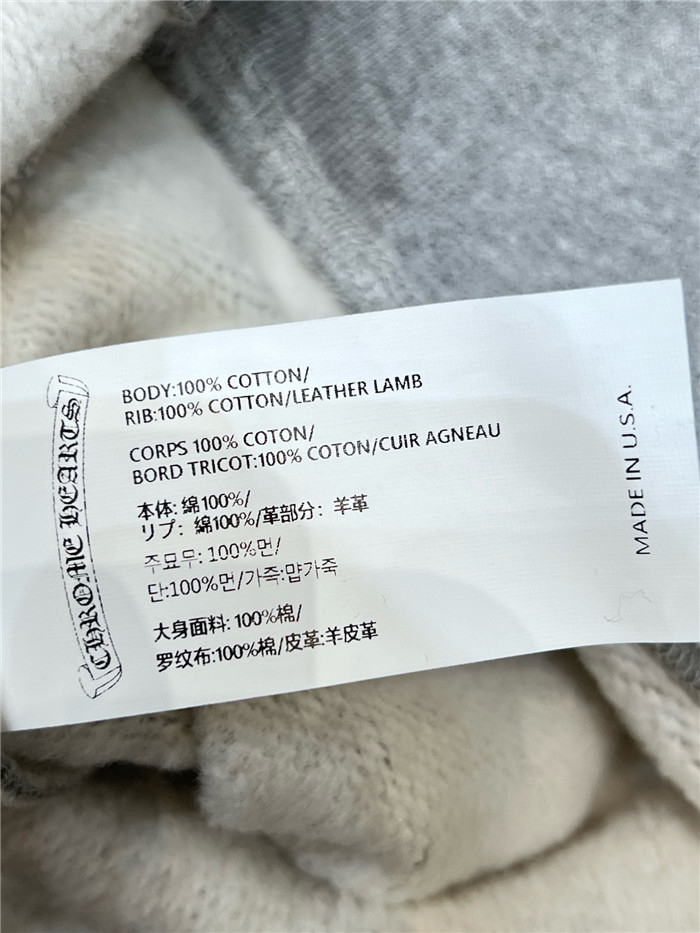 CHROME HEARTS
BODY:100% COTTON/
RIB:100% COTTON/LEATHER LAMB
CORPS 100% COTON/
BORD TRICOT:100% COTON/CUIR AGNEAU
本体: 綿100%/
リブ: 綿100%/革部分: 羊革
주묘무: 100%먼/
단:100%먼/가죽:먑가죽
大身面料: 100%棉/
罗纹布:100%棉/皮革:羊皮革
MADE IN U.S.A.